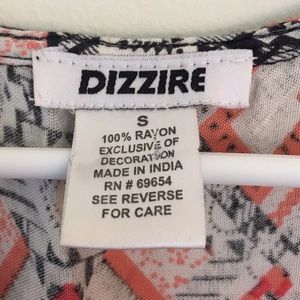 DIZZIRE
S
100% RAYON
EXCLUSIVE OF
DECORATION
MADE IN INDIA
RN # 69654
SEE REVERSE
FOR CARE